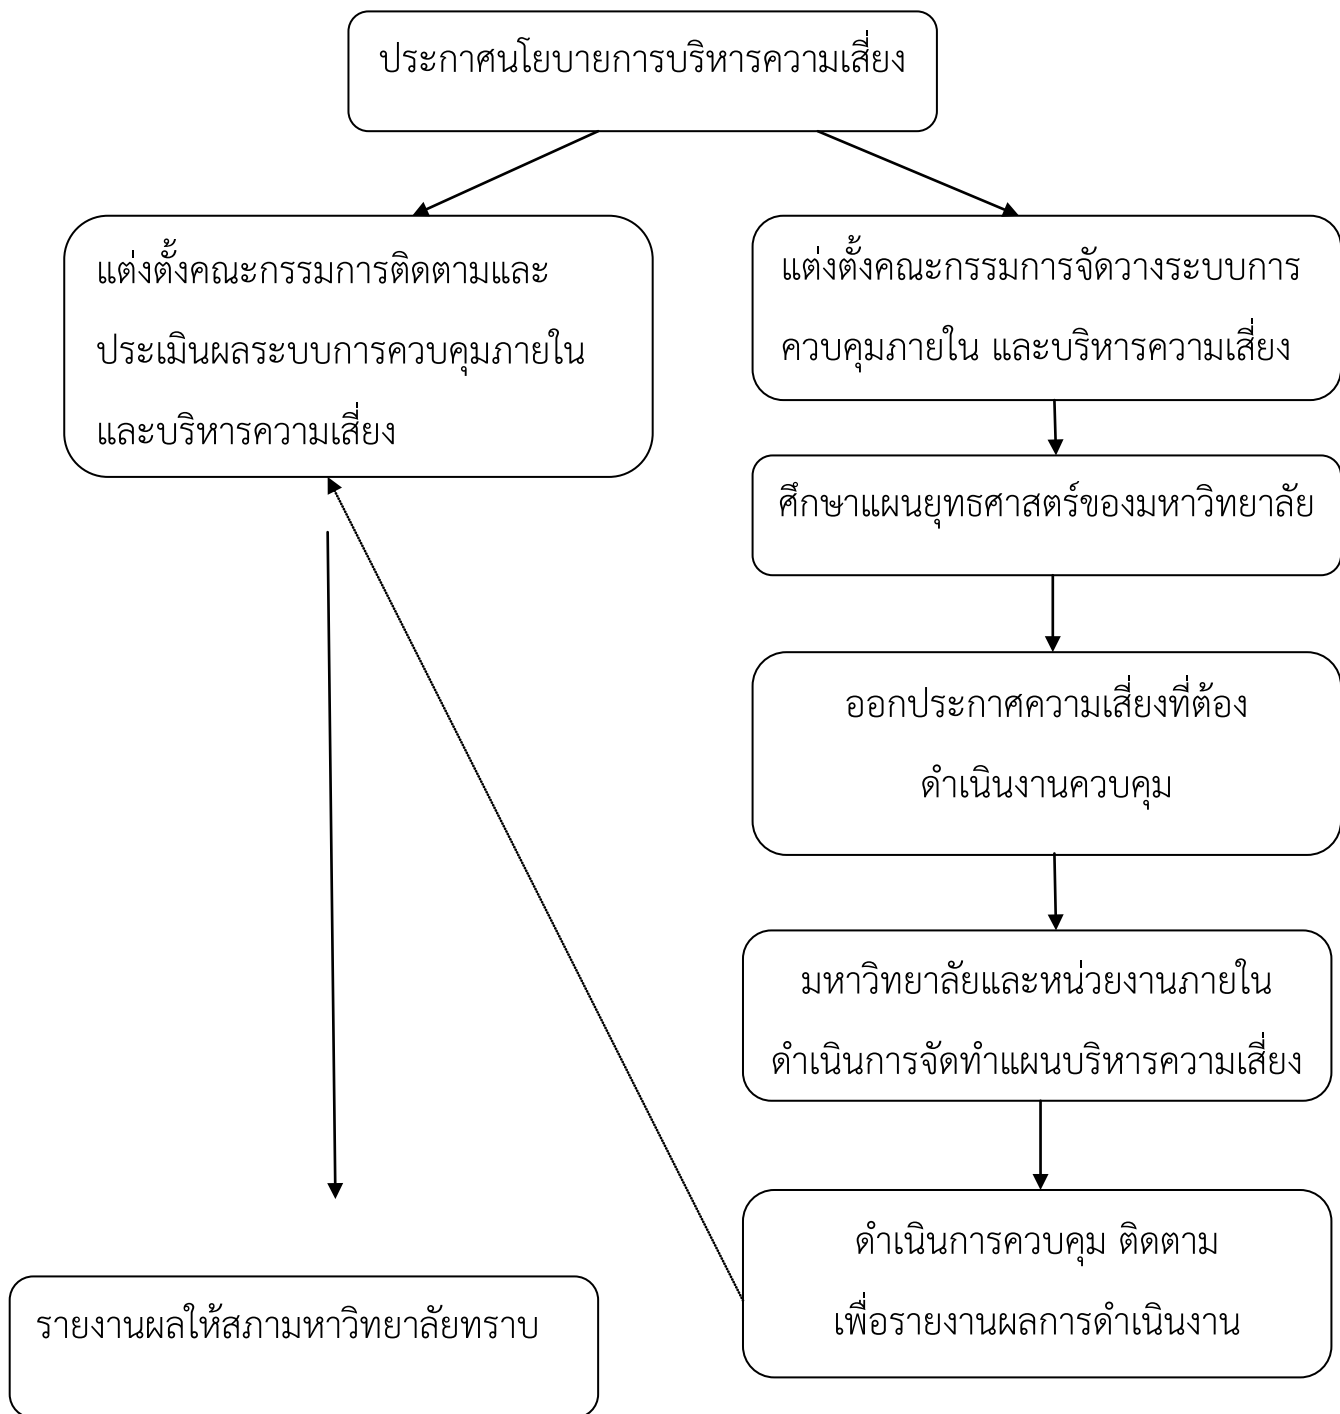 ประกาศนโยบายการบริหารความเสี่ยง
แต่งตั้งคณะกรรมการติดตามและ
ประเมินผลระบบการควบคุมภายใน
และบริหารความเสี่ยง
แต่งตั้งคณะกรรมการจัดวางระบบการ
ควบคุมภายใน และบริหารความเสี่ยง
ศึกษาแผนยุทธศาสตร์ของมหาวิทยาลัย
ออกประกาศความเสี่ยงที่ต้อง
ดำเนินงานควบคุม
มหาวิทยาลัยและหน่วยงานภายใน
ดำเนินการจัดทำแผนบริหารความเสี่ยง
ดำเนินการควบคุม ติดตาม
เพื่อรายงานผลการดำเนินงาน
รายงานผลให้สภามหาวิทยาลัยทราบ